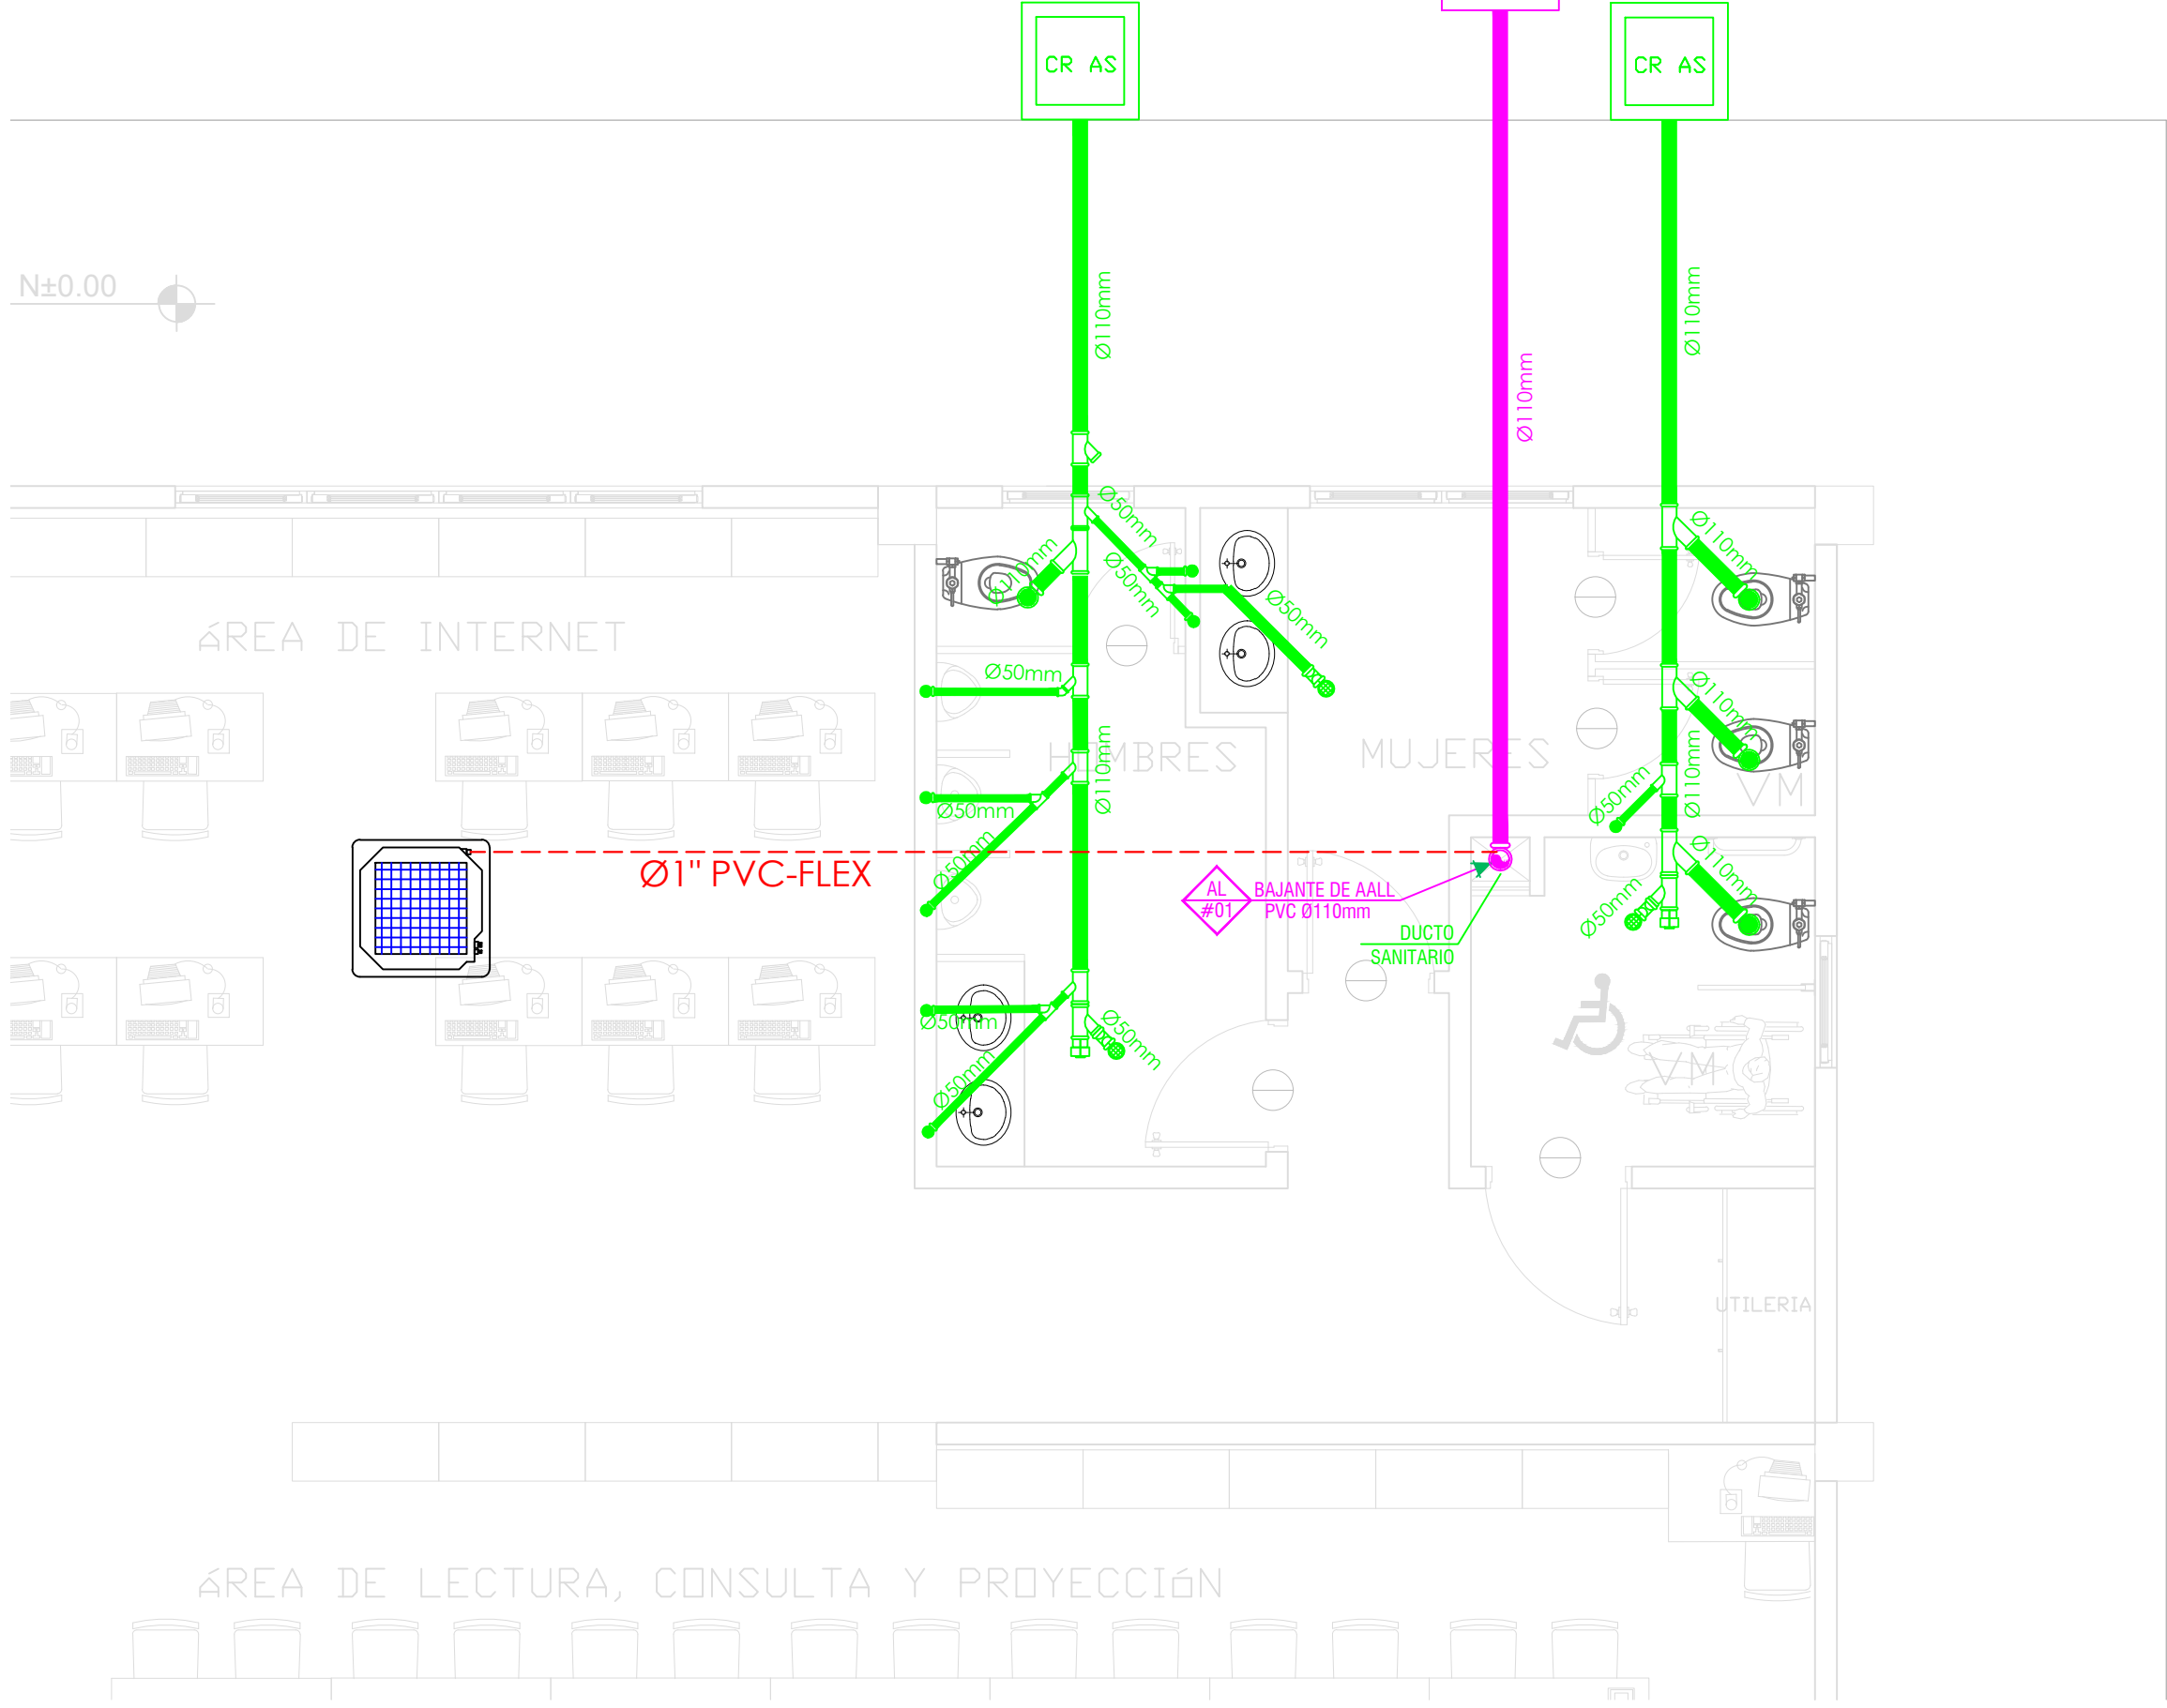 CR AS
CR AS
N±0.00
Ø110mm
Ø110mm
Ø110mm
Ø50mm
Ø110mm
Ø50mm
Ø50mm
Ø110mm
ÁREA DE INTERNET
Ø50mm
Ø110mm
HOMBRES
MUJERES
Ø110mm
Ø110mm
Ø50mm
Ø50mm
VM
Ø50mm
Ø110mm
Ø1" PVC-FLEX
AL
#01
BAJANTE DE AALL
PVC Ø110mm
DUCTO
SANITARIO
Ø50mm
Ø50mm
Ø50mm
Ø50mm
VM
UTILERIA
ÁREA DE LECTURA, CONSULTA Y PROYECCIÓN